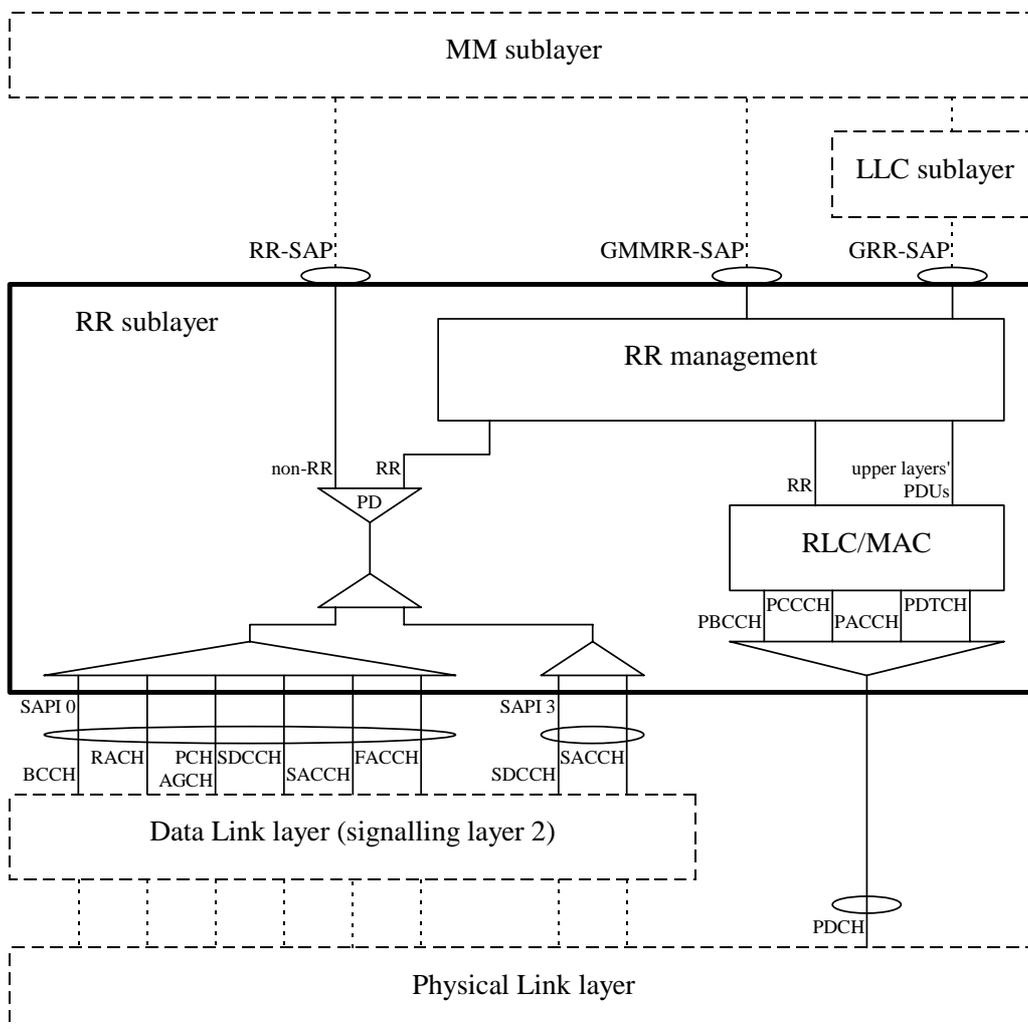 MM sublayer
LLC sublayer
RR-SAP
GMMRR-SAP
GRR-SAP
RR sublayer
RR management
non-RR
RR
PD
RR
upper layers'
PDUs
RLC/MAC
PBCCH
PCCCH
PACCH
PDTCH
SAPI 0
SAPI 3
BCCH
RACH
PCH
AGCH
SDCCH
SACCH
FACCH
SDCCH
SACCH
Data Link layer (signalling layer 2)
PDCH
Physical Link layer